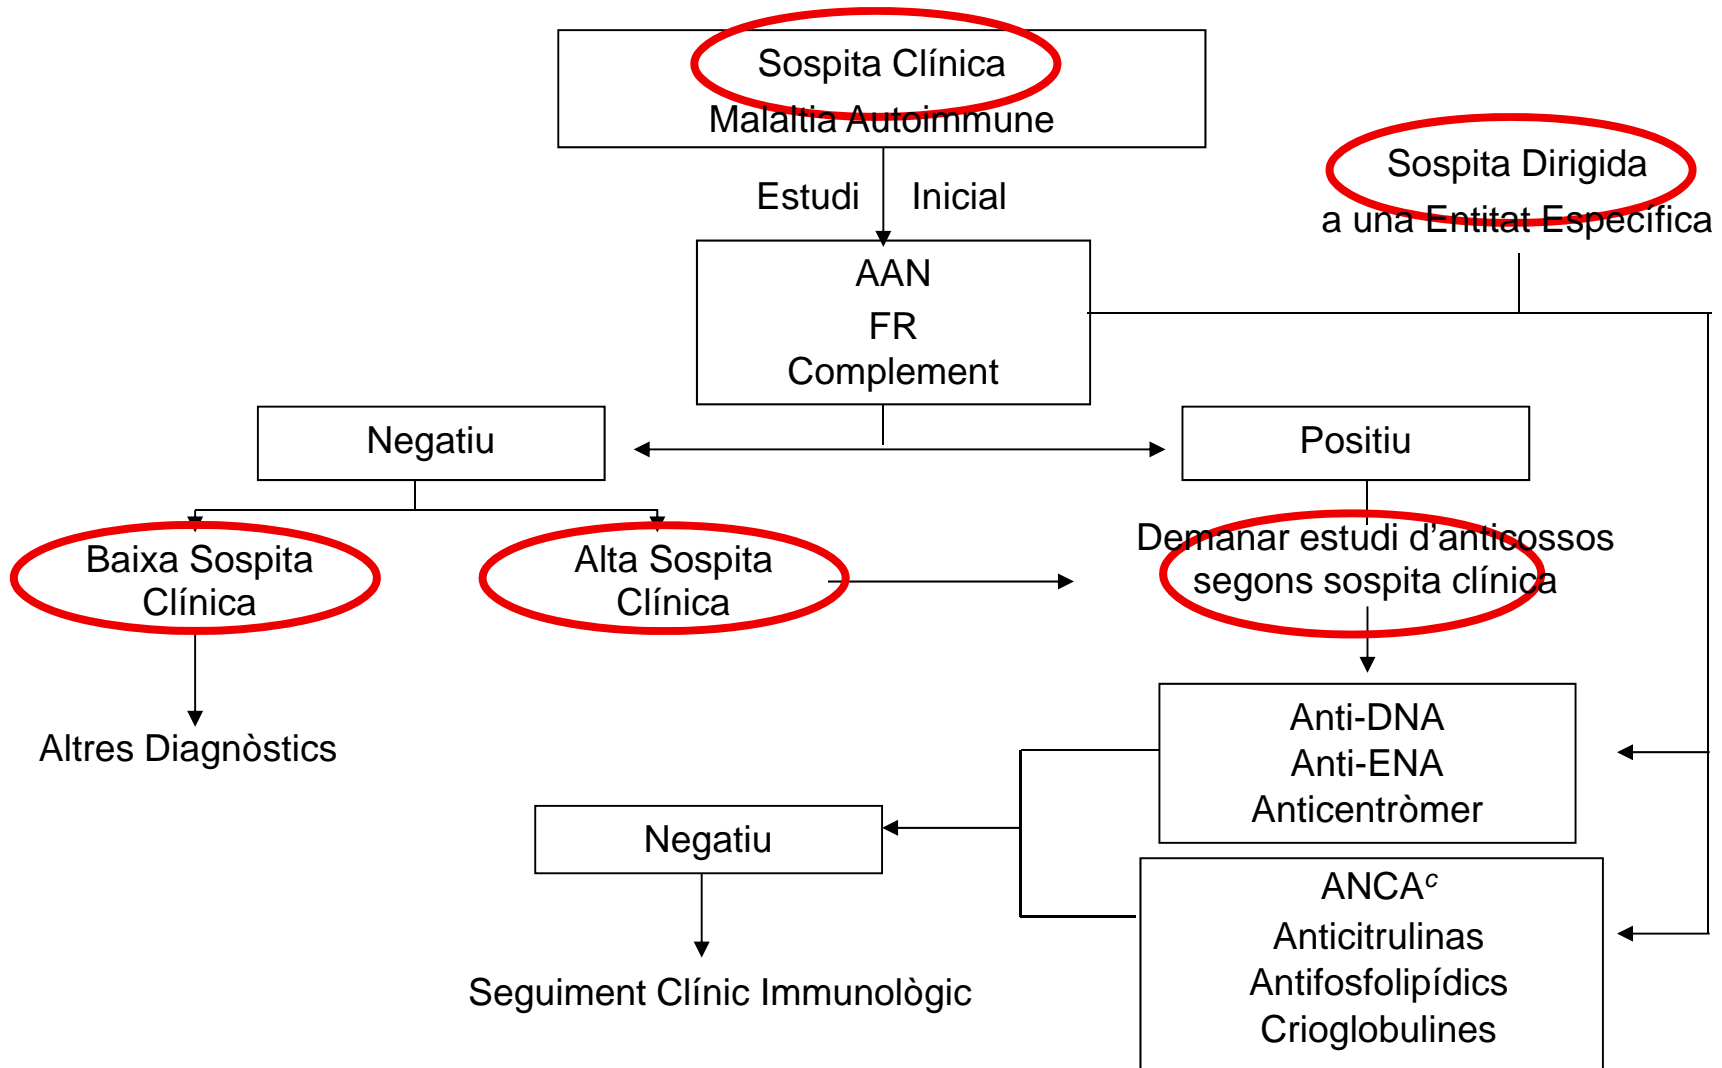 Sospita Clínica
Malaltia Autoimmune
Sospita Dirigida
a una Entitat Específica
Estudi Inicial
AAN
FR
Complement
Negatiu
Positiu
Baixa Sospita
Clínica
Alta Sospita
Clínica
Demanar estudi d’anticossos
segons sospita clínica
Altres Diagnòstics
Anti-DNA
Anti-ENA
Anticentròmer
Negatiu
ANCAc
Anticitrulinas
Antifosfolipídics
Crioglobulines
Seguiment Clínic Immunològic